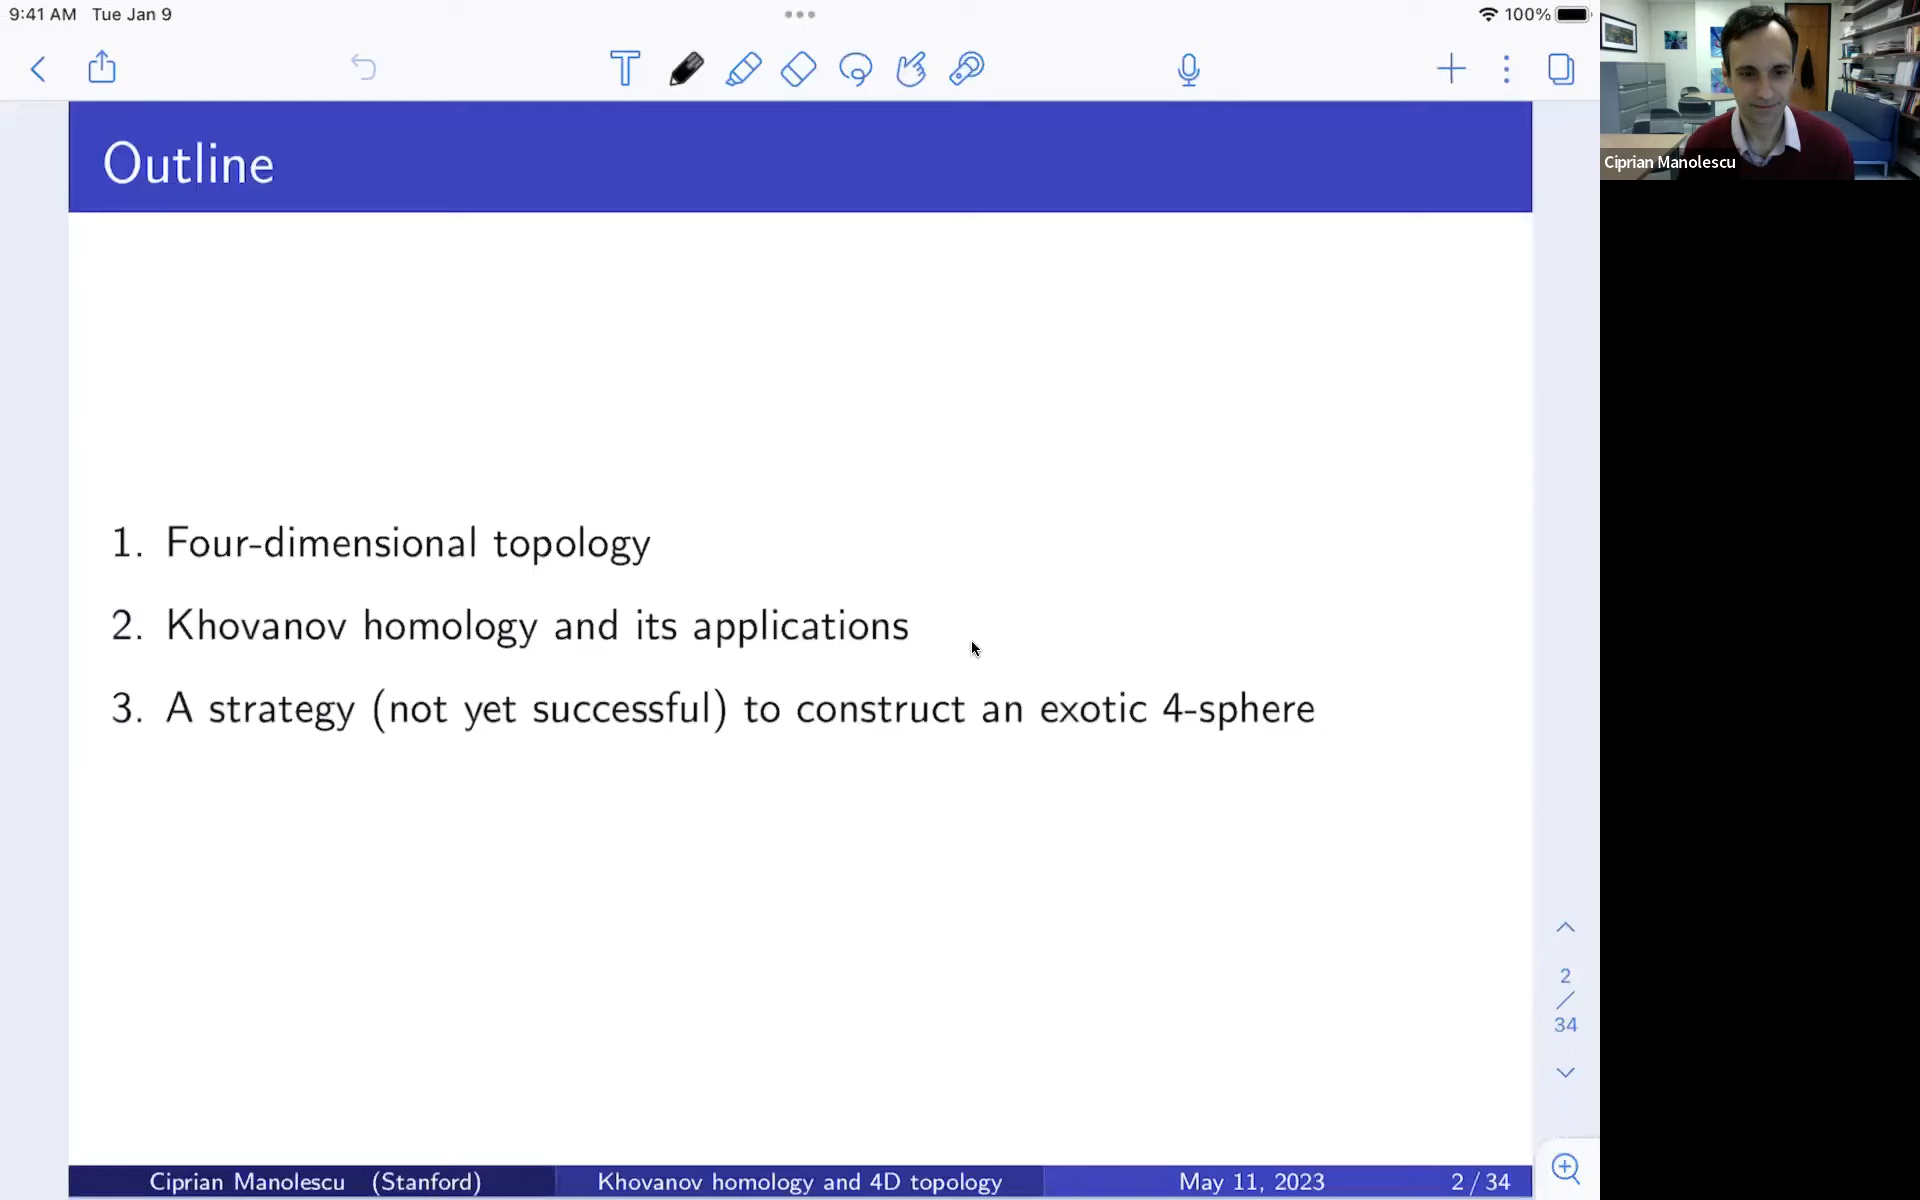 9:41 AM Tue Jan 9
100%
Ciprian Manolescu
Outline
1. Four-dimensional topology
2. Khovanov homology and its applications
3. A strategy (not yet successful) to construct an exotic 4-sphere
2
/
34
Ciprian Manolescu (Stanford) Khovanov homology and 4D topology May 11, 2023 2 / 34